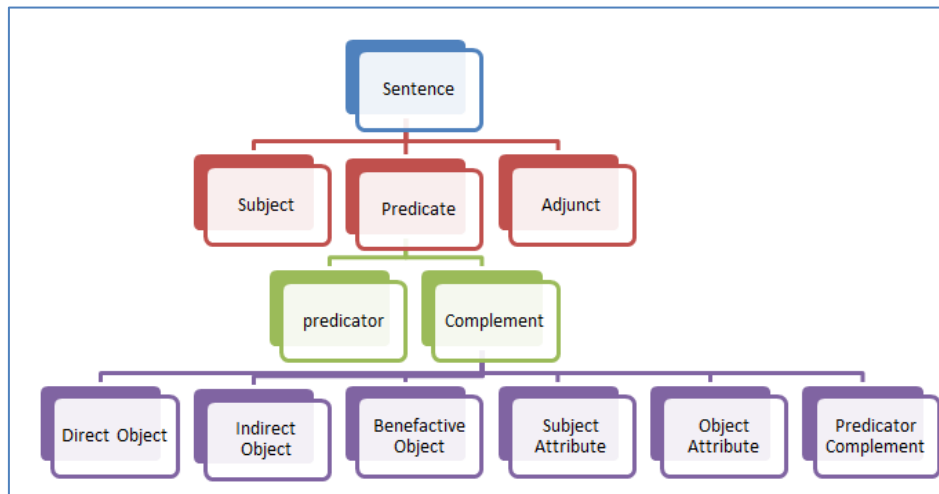 Sentence
Subject
Predicate
Adjunct
predicator
Complement
Direct Object
Indirect
Object
Benefactive
Object
Subject
Attribute
Object
Attribute
Predicator
Complement